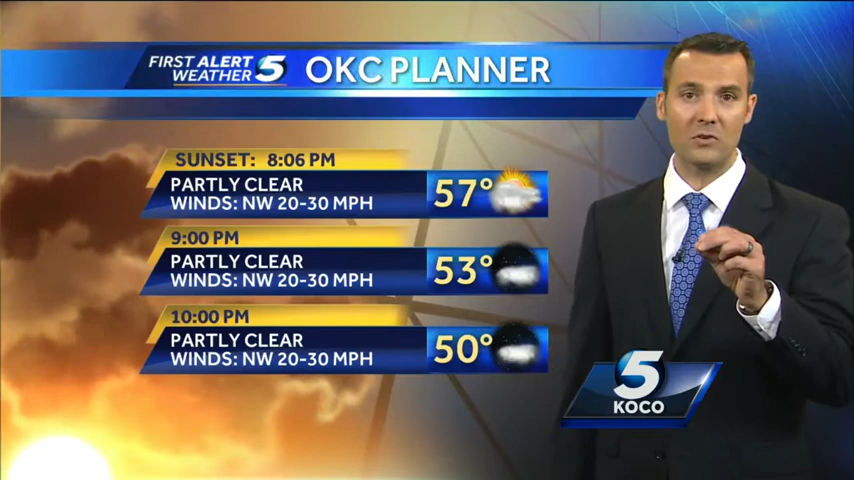 FIRST ALERT
WEATHER 5
OKC PLANNER
SUNSET: 8:06 PM
PARTLY CLEAR
WINDS: NW 20-30 MPH
57°
9:00 PM
PARTLY CLEAR
WINDS: NW 20-30 MPH
53°
10:00 PM
PARTLY CLEAR
WINDS: NW 20-30 MPH
50°
5
KOCO